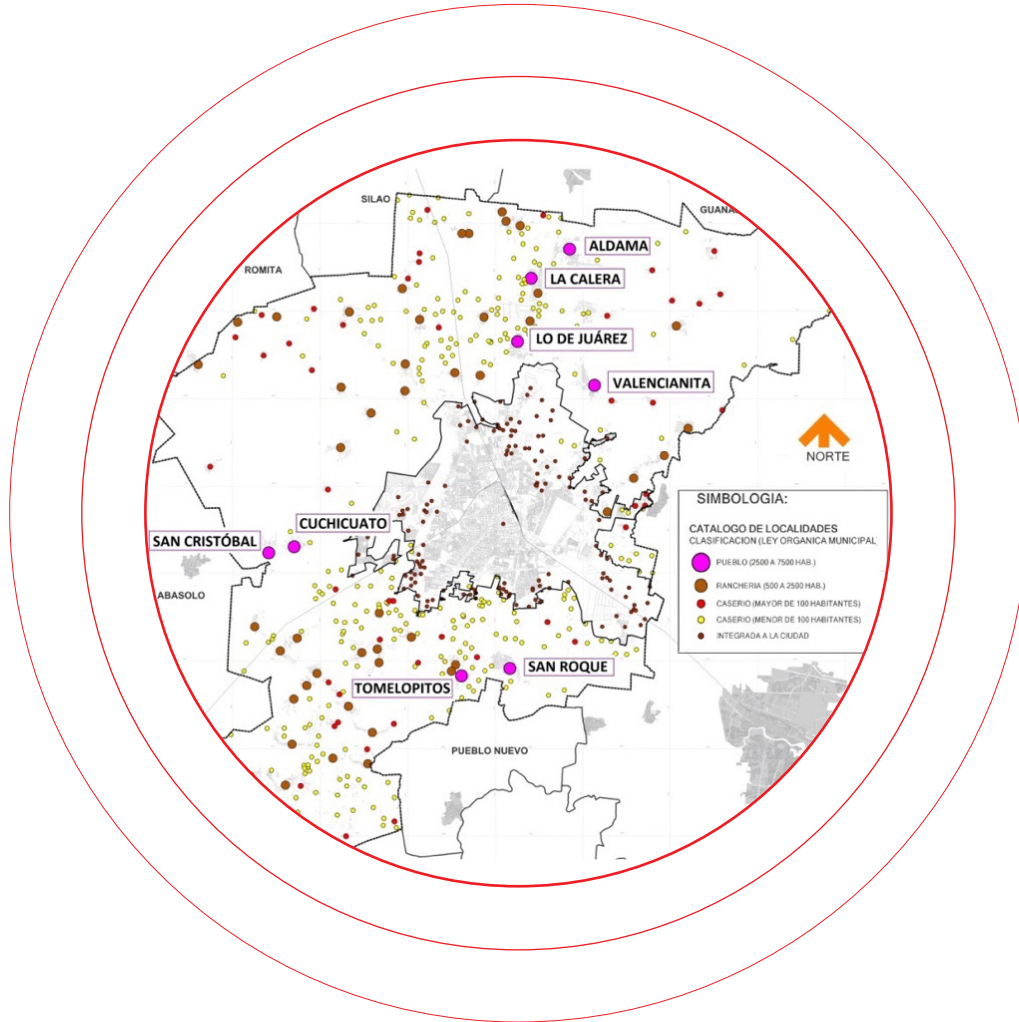 SILAO
GUANA
ALDAMA
ROMITA
LA CALERA
LO DE JUÁREZ
VALENCIANITA
NORTE
SIMBOLOGIA:
CATALOGO DE LOCALIDADES
CLASIFICACION (LEY ORGANICA MUNICIPAL
PUEBLO (2500 A 7500 HAB.)
RANCHERIA (500 A 2500 HAB.)
CASERIO (MAYOR DE 100 HABITANTES)
CASERIO (MENOR DE 100 HABITANTES)
INTEGRADA A LA CIUDAD
CUCHICUATO
SAN CRISTÓBAL
ABASOLO
SAN ROQUE
TOMELOPITOS
PUEBLO NUEVO